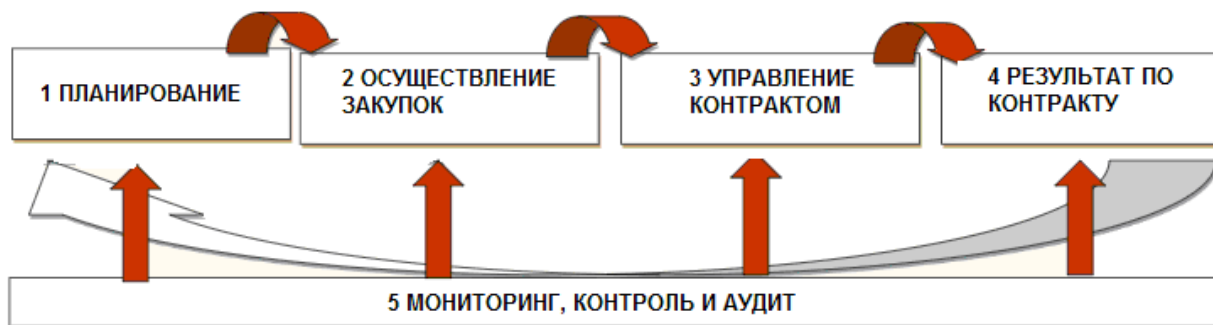 1 ПЛАНИРОВАНИЕ
2 ОСУЩЕСТВЛЕНИЕ
ЗАКУПОК
3 УПРАВЛЕНИЕ
КОНТРАКТОМ
4 РЕЗУЛЬТАТ ПО
КОНТРАКТУ
5 МОНИТОРИНГ, КОНТРОЛЬ И АУДИТ